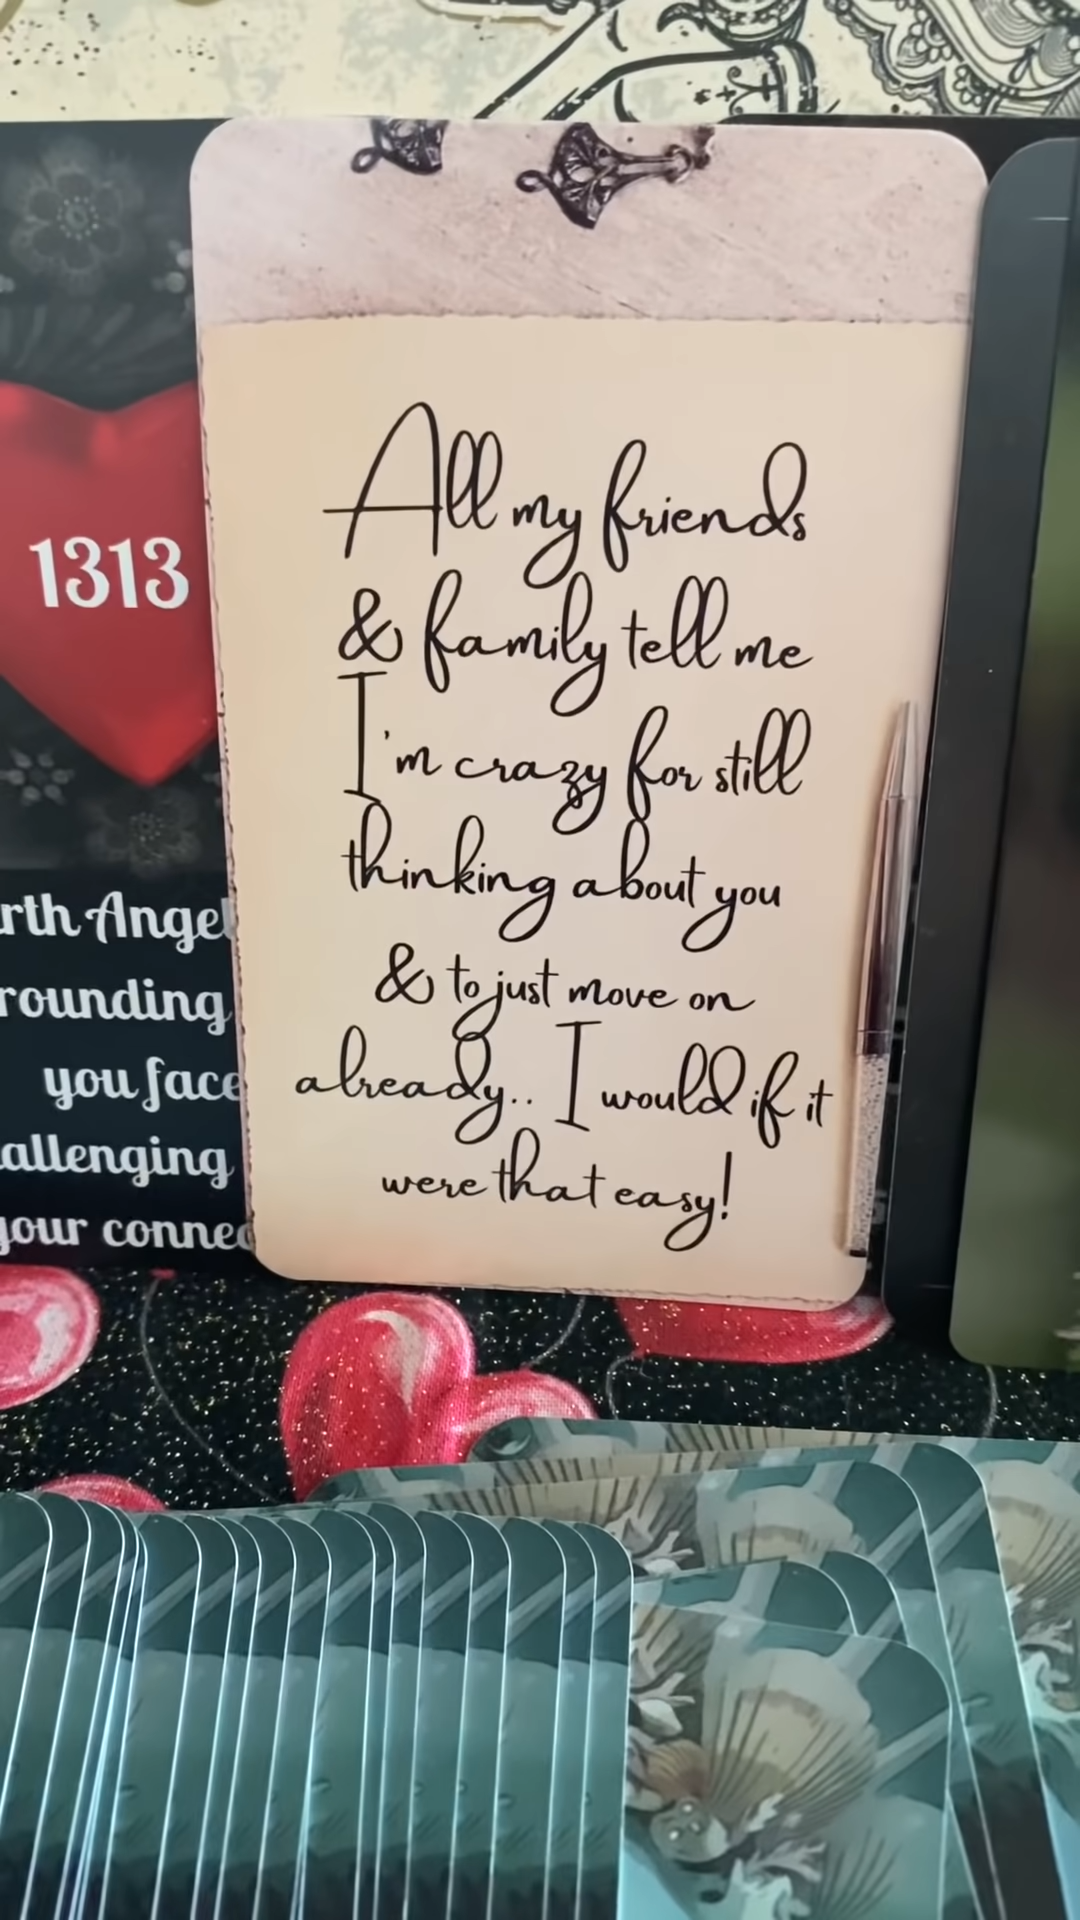 1313
rth Angel
rounding
you face
allenging
your connec
All my friends
& family tell me
I'm crazy for still
thinking about you
& to just move on
already.. I would if it
were that easy!